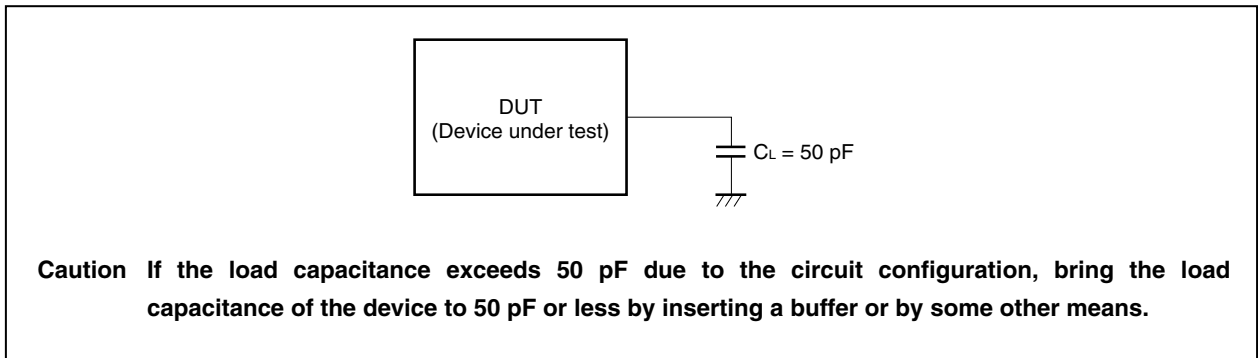 DUT
(Device under test)
CL = 50 pF
Caution If the load capacitance exceeds 50 pF due to the circuit configuration, bring the load
capacitance of the device to 50 pF or less by inserting a buffer or by some other means.